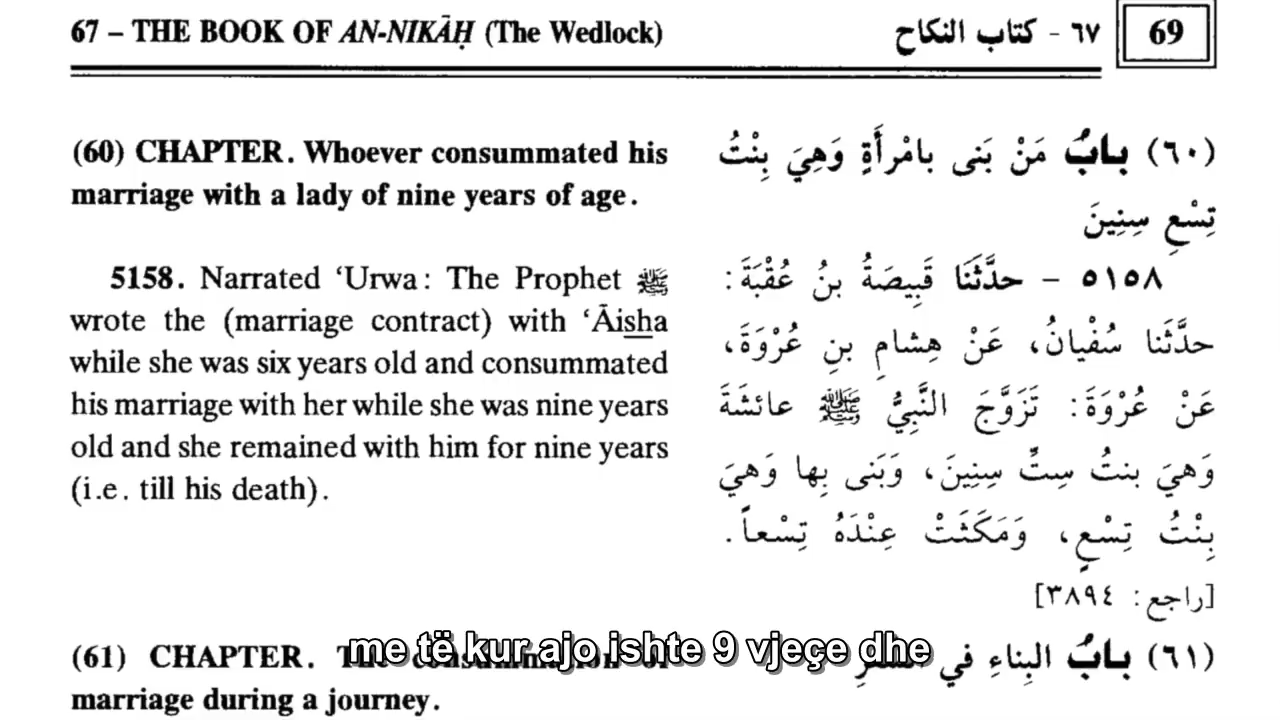 67 – THE BOOK OF AN-NIKĀḤ (The Wedlock)
٦٧ - كتاب النكاح
69
(60) CHAPTER. Whoever consummated his
marriage with a lady of nine years of age.
5158. Narrated ‘Urwa: The Prophet ﷺ
wrote the (marriage contract) with ‘Āisha
while she was six years old and consummated
his marriage with her while she was nine years
old and she remained with him for nine years
(i.e. till his death).
(٦٠) بابُ مَنْ بَنى بامْرأَةٍ وَهِيَ بِنْتُ
تِسْعِ سِنِينَ
٥١٥٨ – حدَّثَنَا قَبِيصَةُ بنُ عُقْبَةَ:
حدَّثَنا سُفْيانُ، عَنْ هِشامِ بنِ عُرْوَةَ،
عَنْ عُرْوَةَ: تَزَوَّجَ النَّبِيُّ ﷺ عائشَةَ
وَهيَ بنتُ ستِّ سِنِينَ، وَبَنى بِها وَهيَ
بِنْتُ تِسْعٍ، وَمَكَثَتْ عِنْدَهُ تِسْعاً.
[راجع: ٣٨٩٤]
(61) CHAPTER. The consummation of
marriage during a journey.
(٦١) بابُ البِناءِ في السَّفَرِ
me të kur ajo ishte 9 vjeçe dhe